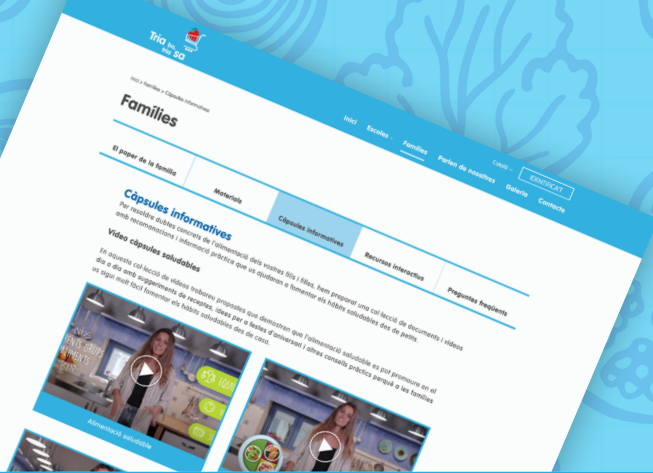 Tria bo,
tria sa
Inici
Escoles
Famílies
Parlen de nosaltres
Galeria
Contacte
Català
IDENTIFICA'T
Inici > Famílies > Càpsules informatives
Famílies
El paper de la família
Materials
Càpsules informatives
Recursos interactius
Preguntes freqüents
Càpsules informatives
Per resoldre dubtes concrets de l'alimentació dels vostres fills i filles, hem preparat una col·lecció de documents i vídeos
amb recomanacions i informació pràctica que us ajudaran a fomentar els hàbits saludables des de petits.
Vídeo càpsules saludables
En aquesta col·lecció de vídeos trobareu propostes que demostren que l'alimentació saludable es pot promoure en el
dia a dia amb suggeriments de receptes, idees per a festes d'aniversari i altres consells pràctics perquè a les famílies
us sigui molt fàcil fomentar els hàbits saludables des de casa.
Alimentació saludable